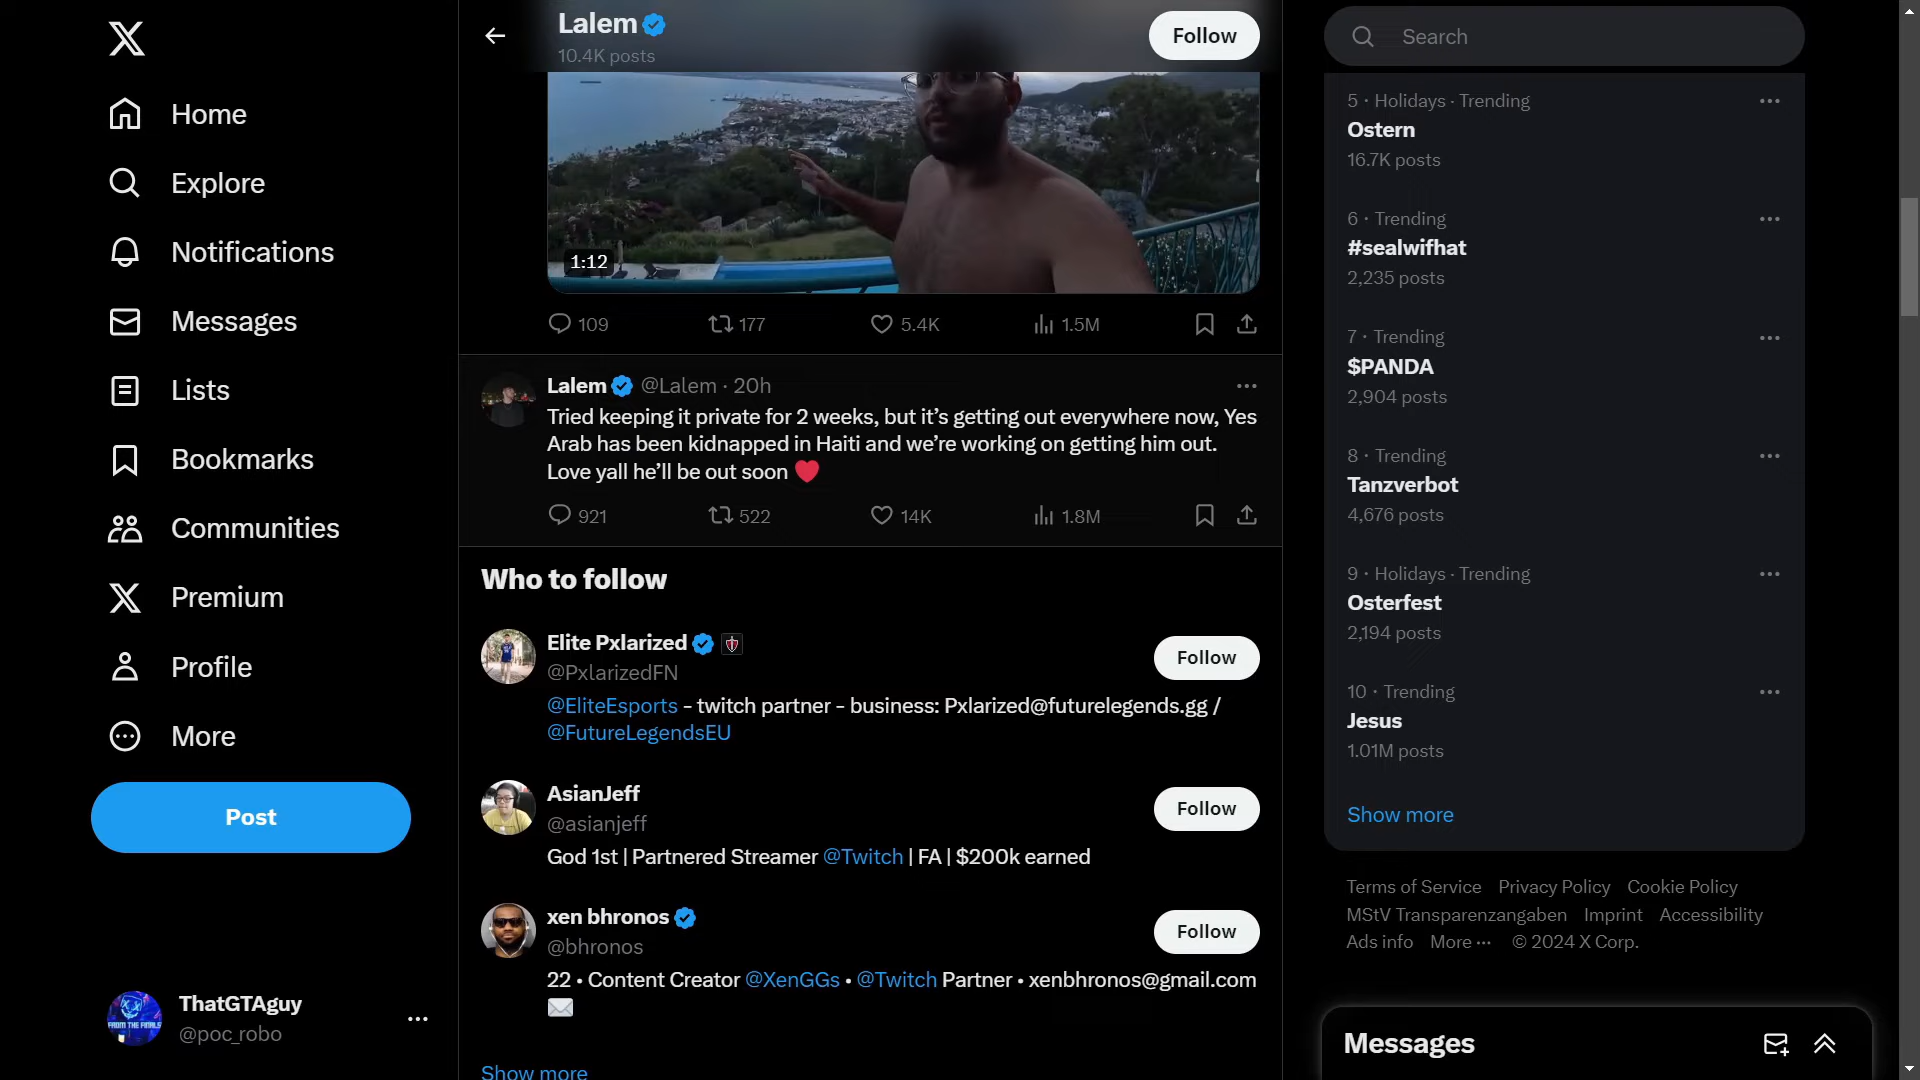 Home
Explore
Notifications
Messages
Lists
Bookmarks
Communities
Premium
Profile
More
Post
ThatGTAguy
@poc_robo
Lalem
10.4K posts
Follow
1:12
109 177 5.4K 1.5M
Lalem @Lalem · 20h
Tried keeping it private for 2 weeks, but it’s getting out everywhere now, Yes
Arab has been kidnapped in Haiti and we’re working on getting him out.
Love yall he’ll be out soon ❤️
921 522 14K 1.8M
Who to follow
Elite Pxlarized
@PxlarizedFN
Follow
@EliteEsports - twitch partner - business: Pxlarized@futurelegends.gg /
@FutureLegendsEU
AsianJeff
@asianjeff
Follow
God 1st | Partnered Streamer @Twitch | FA | $200k earned
xen bhronos
@bhronos
Follow
22 • Content Creator @XenGGs • @Twitch Partner • xenbhronos@gmail.com
✉️
Show more
Search
5 · Holidays · Trending
Ostern
16.7K posts
6 · Trending
#sealwifhat
2,235 posts
7 · Trending
$PANDA
2,904 posts
8 · Trending
Tanzverbot
4,676 posts
9 · Holidays · Trending
Osterfest
2,194 posts
10 · Trending
Jesus
1.01M posts
Show more
Terms of Service Privacy Policy Cookie Policy
MStV Transparenzangaben Imprint Accessibility
Ads info More ··· © 2024 X Corp.
Messages